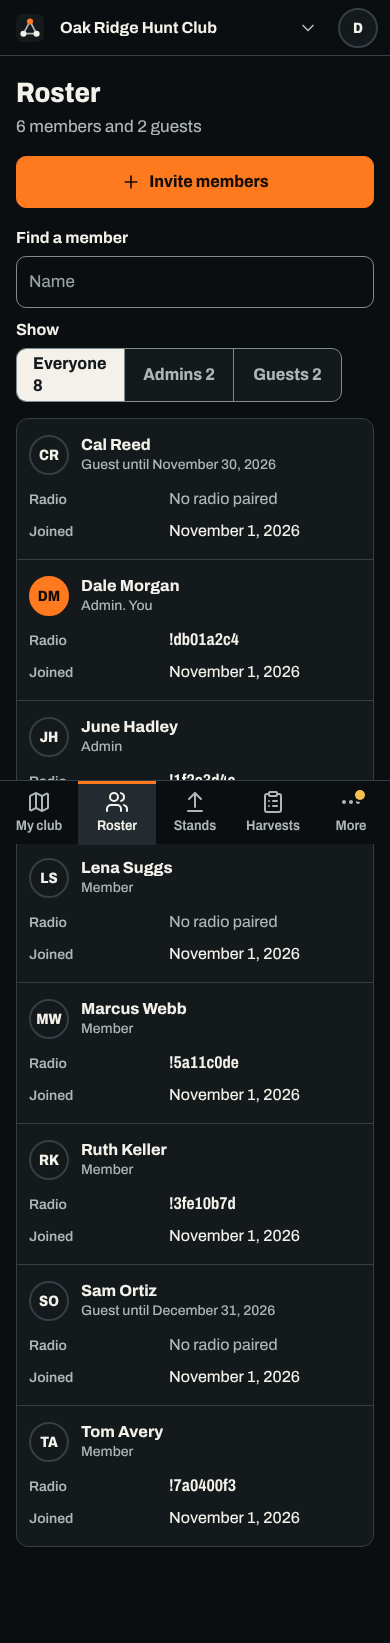 Oak Ridge Hunt Club
D
Roster
6 members and 2 guests
Invite members
Find a member
Name
Show
Everyone
8
Admins 2
Guests 2
CR
Cal Reed
Guest until November 30, 2026
Radio
No radio paired
Joined
November 1, 2026
DM
Dale Morgan
Admin. You
Radio
!db01a2c4
Joined
November 1, 2026
JH
June Hadley
Admin
Radio
My club
Roster
Stands
Harvests
More
LS
Lena Suggs
Member
Radio
No radio paired
Joined
November 1, 2026
MW
Marcus Webb
Member
Radio
!5a11c0de
Joined
November 1, 2026
RK
Ruth Keller
Member
Radio
!3fe10b7d
Joined
November 1, 2026
SO
Sam Ortiz
Guest until December 31, 2026
Radio
No radio paired
Joined
November 1, 2026
TA
Tom Avery
Member
Radio
!7a0400f3
Joined
November 1, 2026